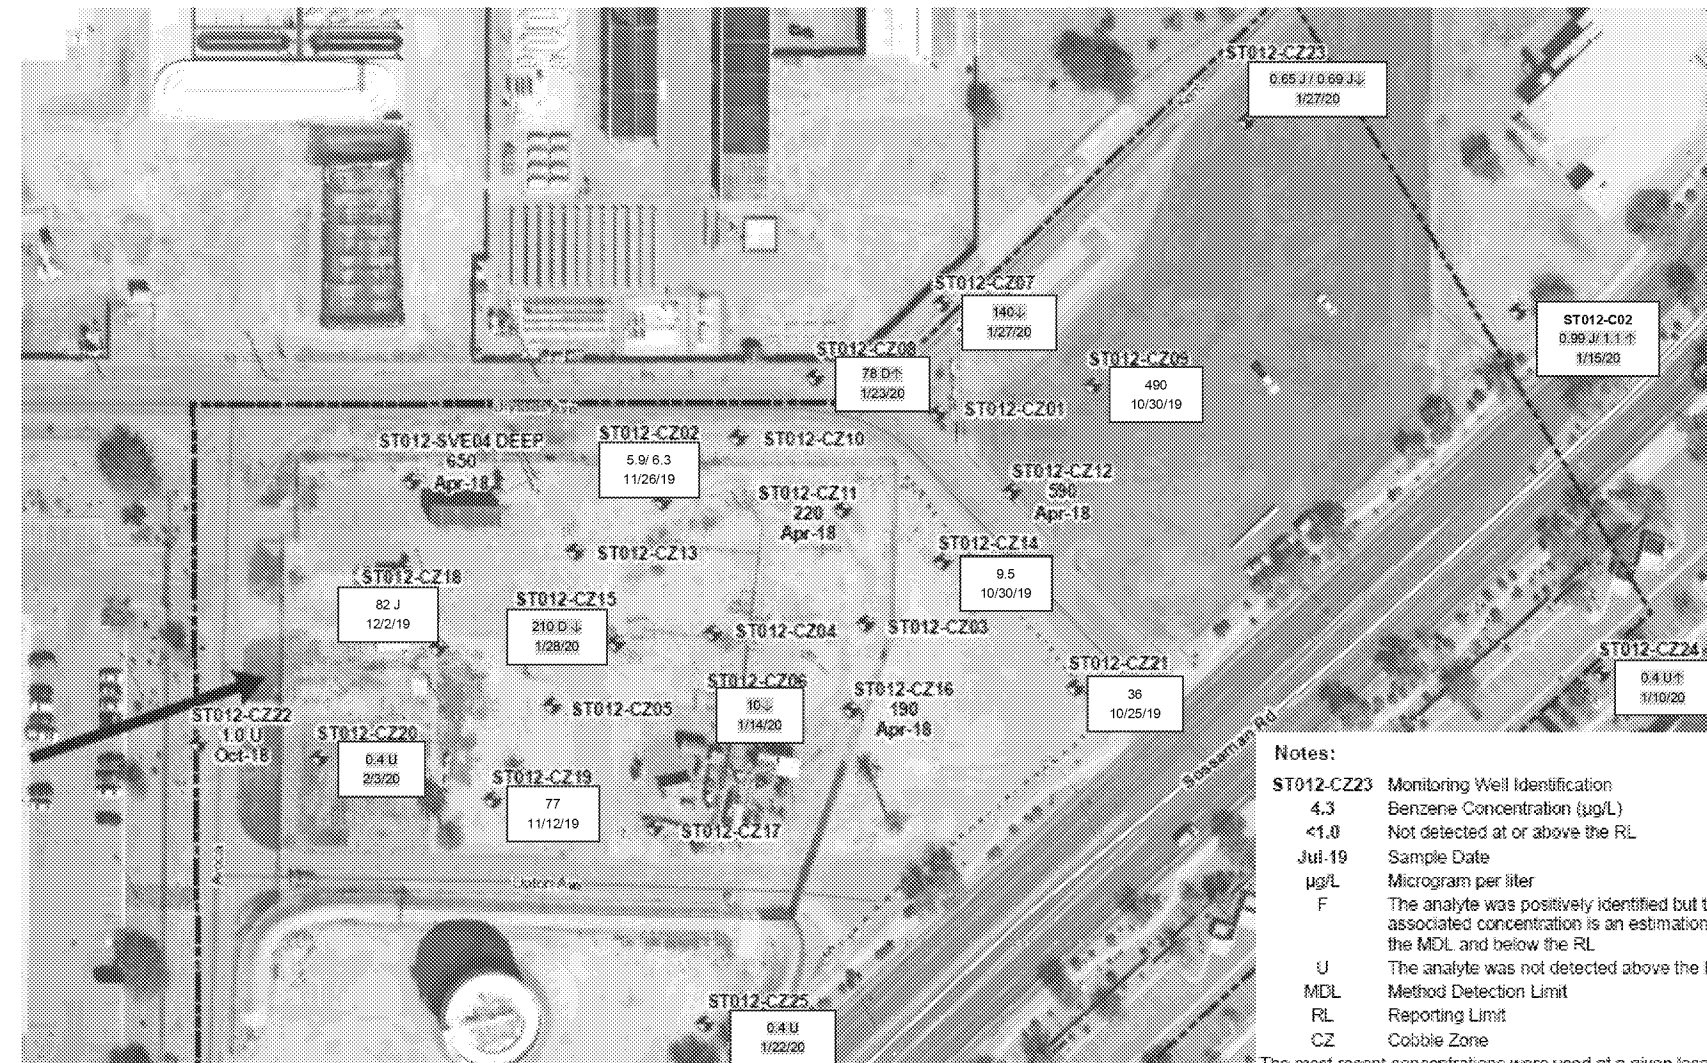 ST012-CZ23
0.65 J / 0.69 J↓
1/27/20
ST012-CZ07
140↓
1/27/20
ST012-C02
0.99 J/ 1.1 ↑
1/15/20
ST012-CZ08
78 D↑
1/23/20
ST012-CZ09
490
10/30/19
ST012-CZ01
ST012-SVE04 DEEP
650
Apr-18
ST012-CZ02
5.9/ 6.3
11/26/19
ST012-CZ10
ST012-CZ11
220
Apr-18
ST012-CZ12
590
Apr-18
ST012-CZ13
ST012-CZ14
9.5
10/30/19
ST012-CZ18
82 J
12/2/19
ST012-CZ15
210 D ↓
1/28/20
ST012-CZ04
ST012-CZ03
ST012-CZ24
0.4 U↑
1/10/20
ST012-CZ21
36
10/25/19
ST012-CZ06
10↓
1/14/20
ST012-CZ16
190
Apr-18
ST012-CZ05
ST012-CZ22
1.0 U
Oct-18
ST012-CZ20
0.4 U
2/3/20
ST012-CZ19
77
11/12/19
ST012-CZ17
Sossaman Rd
Upton Ave
ST012-CZ25
0.4 U
1/22/20
Notes:
ST012-CZ23 Monitoring Well Identification
4.3 Benzene Concentration (µg/L)
<1.0 Not detected at or above the RL
Jul-19 Sample Date
µg/L Microgram per liter
F The analyte was positively identified but t
associated concentration is an estimation
the MDL and below the RL
U The analyte was not detected above the
MDL Method Detection Limit
RL Reporting Limit
CZ Cobble Zone
The most recent concentrations were used at a given